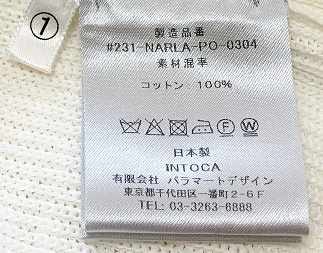 ⑦
製造品番
#231-NARLA-PO-0304
素材混率
コットン：100%
日本製
INTOCA
有限会社 パラマートデザイン
東京都千代田区一番町2-6F
TEL: 03-3263-6888